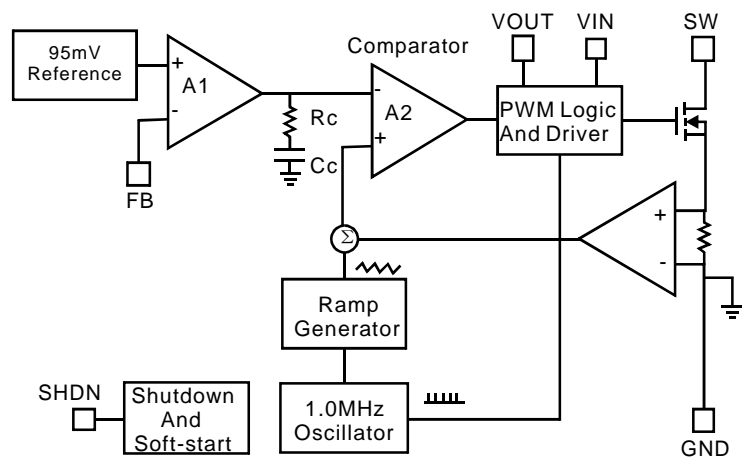 VOUT VIN SW
95mV
Reference
+
-
A1
Comparator
-
A2
+
PWM Logic
And Driver
Rc
Cc
FB
Σ
+
-
Ramp
Generator
SHDN
Shutdown
And
Soft-start
1.0MHz
Oscillator
GND